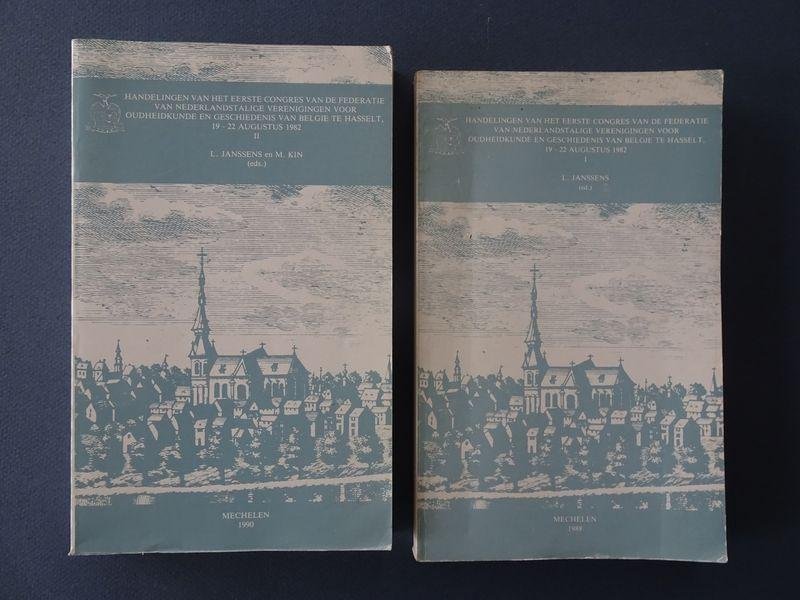 HANDELINGEN VAN HET EERSTE CONGRES VAN DE FEDERATIE
VAN NEDERLANDSTALIGE VERENIGINGEN VOOR
OUDHEIDKUNDE EN GESCHIEDENIS VAN BELGIE TE HASSELT,
19 - 22 AUGUSTUS 1982
II
L. JANSSENS en M. KIN
(eds.)
MECHELEN
1990
HANDELINGEN VAN HET EERSTE CONGRES VAN DE FEDERATIE
VAN NEDERLANDSTALIGE VERENIGINGEN VOOR
OUDHEIDKUNDE EN GESCHIEDENIS VAN BELGIE TE HASSELT,
19 - 22 AUGUSTUS 1982
I
L. JANSSENS
(ed.)
MECHELEN
1988